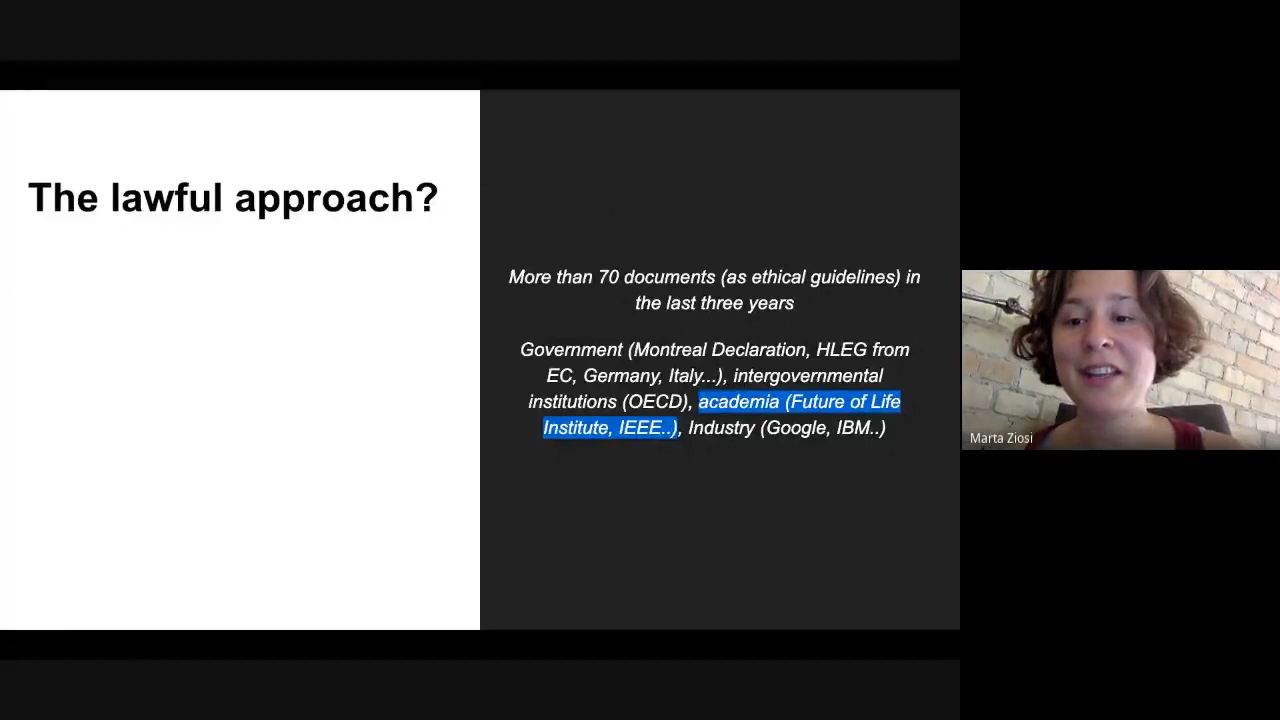 The lawful approach?
More than 70 documents (as ethical guidelines) in
the last three years
Government (Montreal Declaration, HLEG from
EC, Germany, Italy...), intergovernmental
institutions (OECD), academia (Future of Life
Institute, IEEE..), Industry (Google, IBM..)
Marta Ziosi